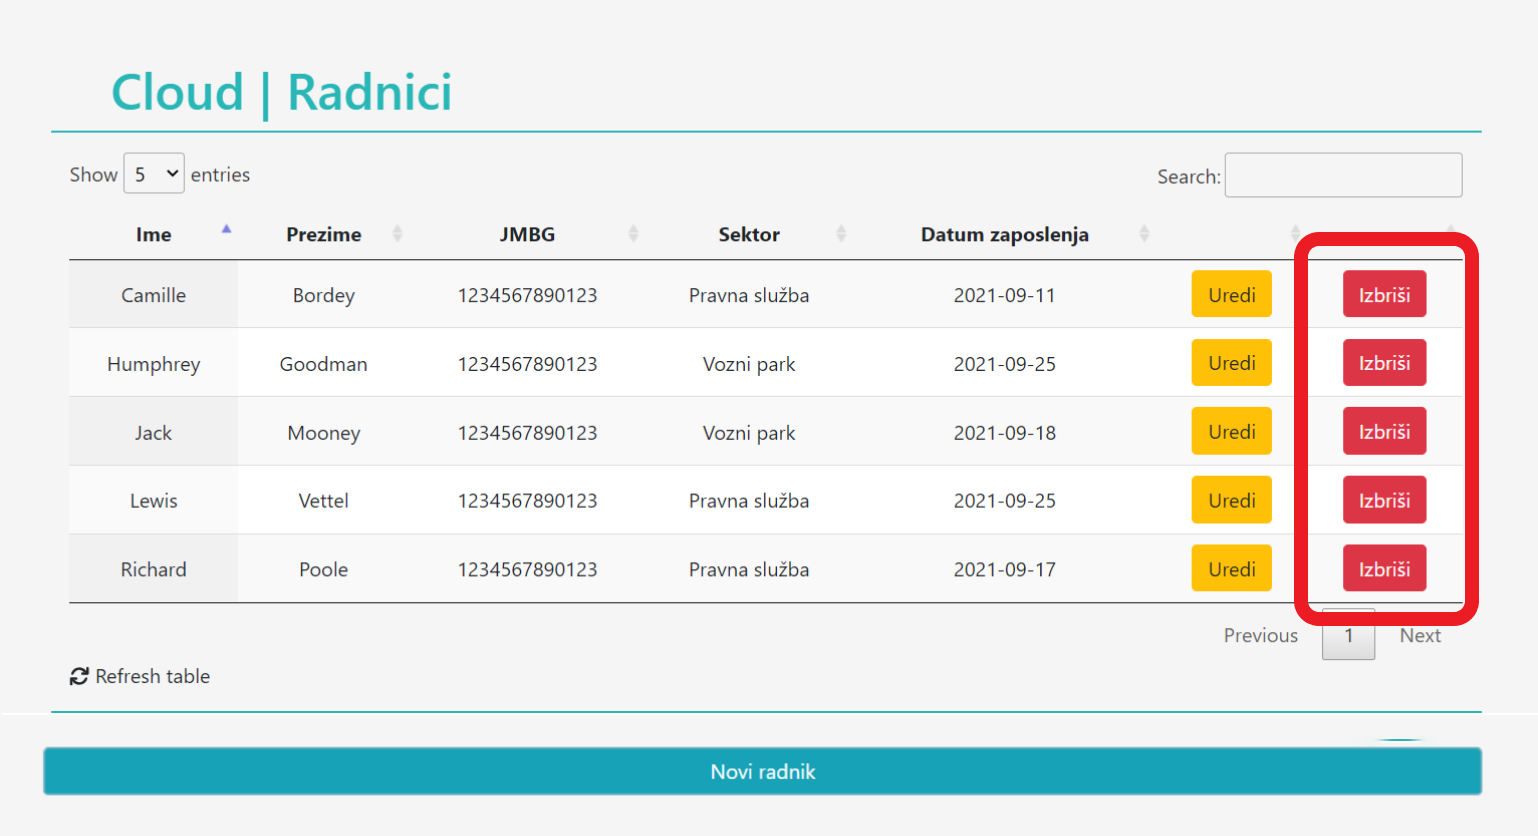 Cloud | Radnici
Show 5 entries Search:
Ime Prezime JMBG Sektor Datum zaposlenja
Camille Bordey 1234567890123 Pravna služba 2021-09-11 Uredi Izbriši
Humphrey Goodman 1234567890123 Vozni park 2021-09-25 Uredi Izbriši
Jack Mooney 1234567890123 Vozni park 2021-09-18 Uredi Izbriši
Lewis Vettel 1234567890123 Pravna služba 2021-09-25 Uredi Izbriši
Richard Poole 1234567890123 Pravna služba 2021-09-17 Uredi Izbriši
Previous 1 Next
Refresh table
Novi radnik